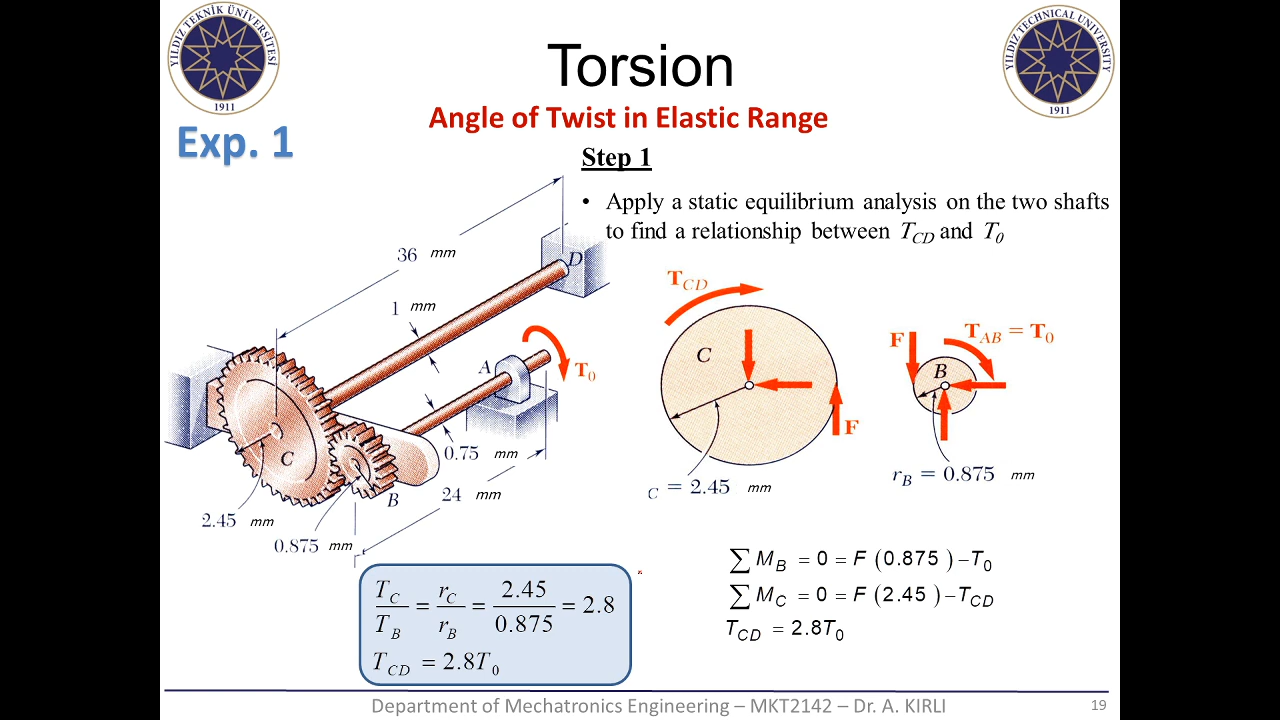 YILDIZ TEKNİK ÜNİVERSİTESİ
1911
Torsion
YILDIZ TECHNICAL UNIVERSITY
1911
Angle of Twist in Elastic Range
Exp. 1
Step 1
• Apply a static equilibrium analysis on the two shafts
to find a relationship between T_CD and T_0
36 mm
D
1 mm
A
T_0
C
0.75 mm
B
24 mm
2.45 mm
0.875 mm
T_CD
C
F
C = 2.45 mm
F
T_AB = T_0
B
r_B = 0.875 mm
T_C / T_B = r_C / r_B = 2.45 / 0.875 = 2.8
T_CD = 2.8T_0
∑ M_B = 0 = F (0.875 ) – T_0
∑ M_C = 0 = F (2.45 ) – T_CD
T_CD = 2.8T_0
Department of Mechatronics Engineering – MKT2142 – Dr. A. KIRLI
19